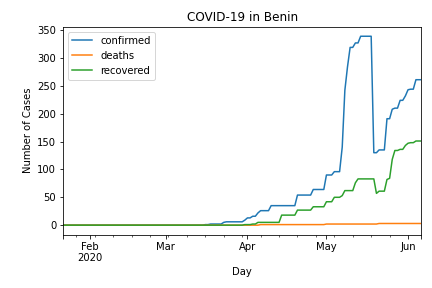 COVID-19 in Benin
confirmed
deaths
recovered
Number of Cases
350
300
250
200
150
100
50
0
Feb
2020
Mar
Apr
May
Jun
Day